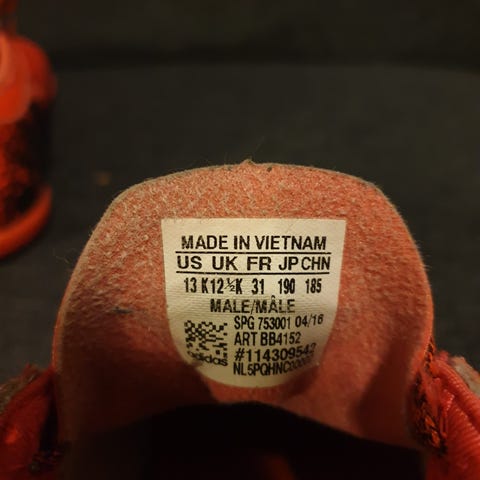 MADE IN VIETNAM
US UK FR JP CHN
13 K 12½K 31 190 185
MALE/MÂLE
SPG 753001 04/16
ART BB4152
#114309542
adidas